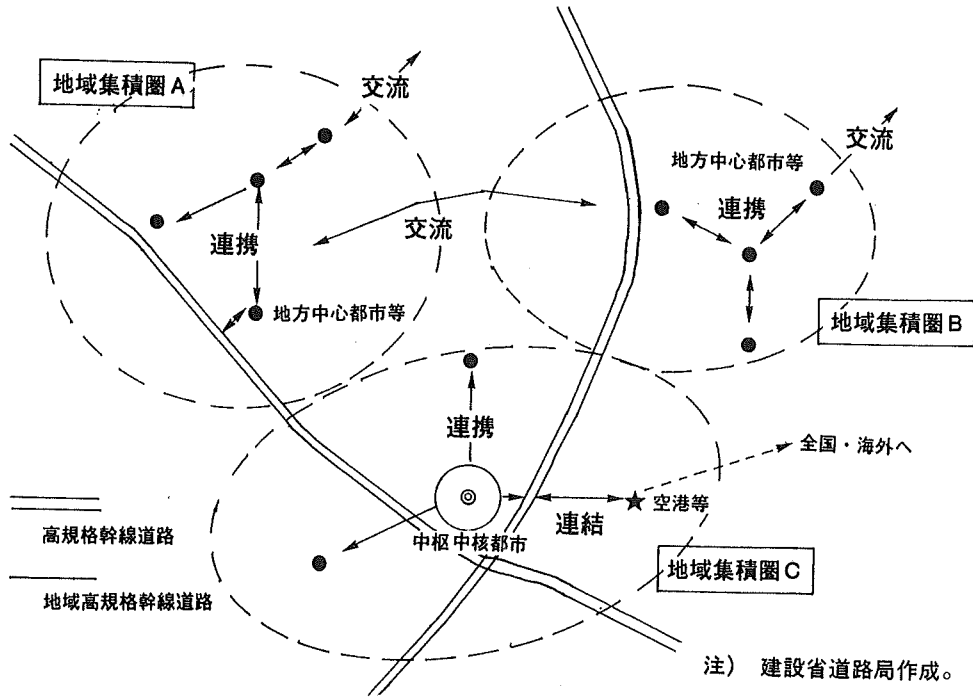 地域集積圏A
交流
地方中心都市等
交流
連携
連携
交流
地方中心都市等
地域集積圏B
連携
全国・海外へ
空港等
連結
高規格幹線道路
中枢中核都市
地域集積圏C
地域高規格幹線道路
注) 建設省道路局作成。